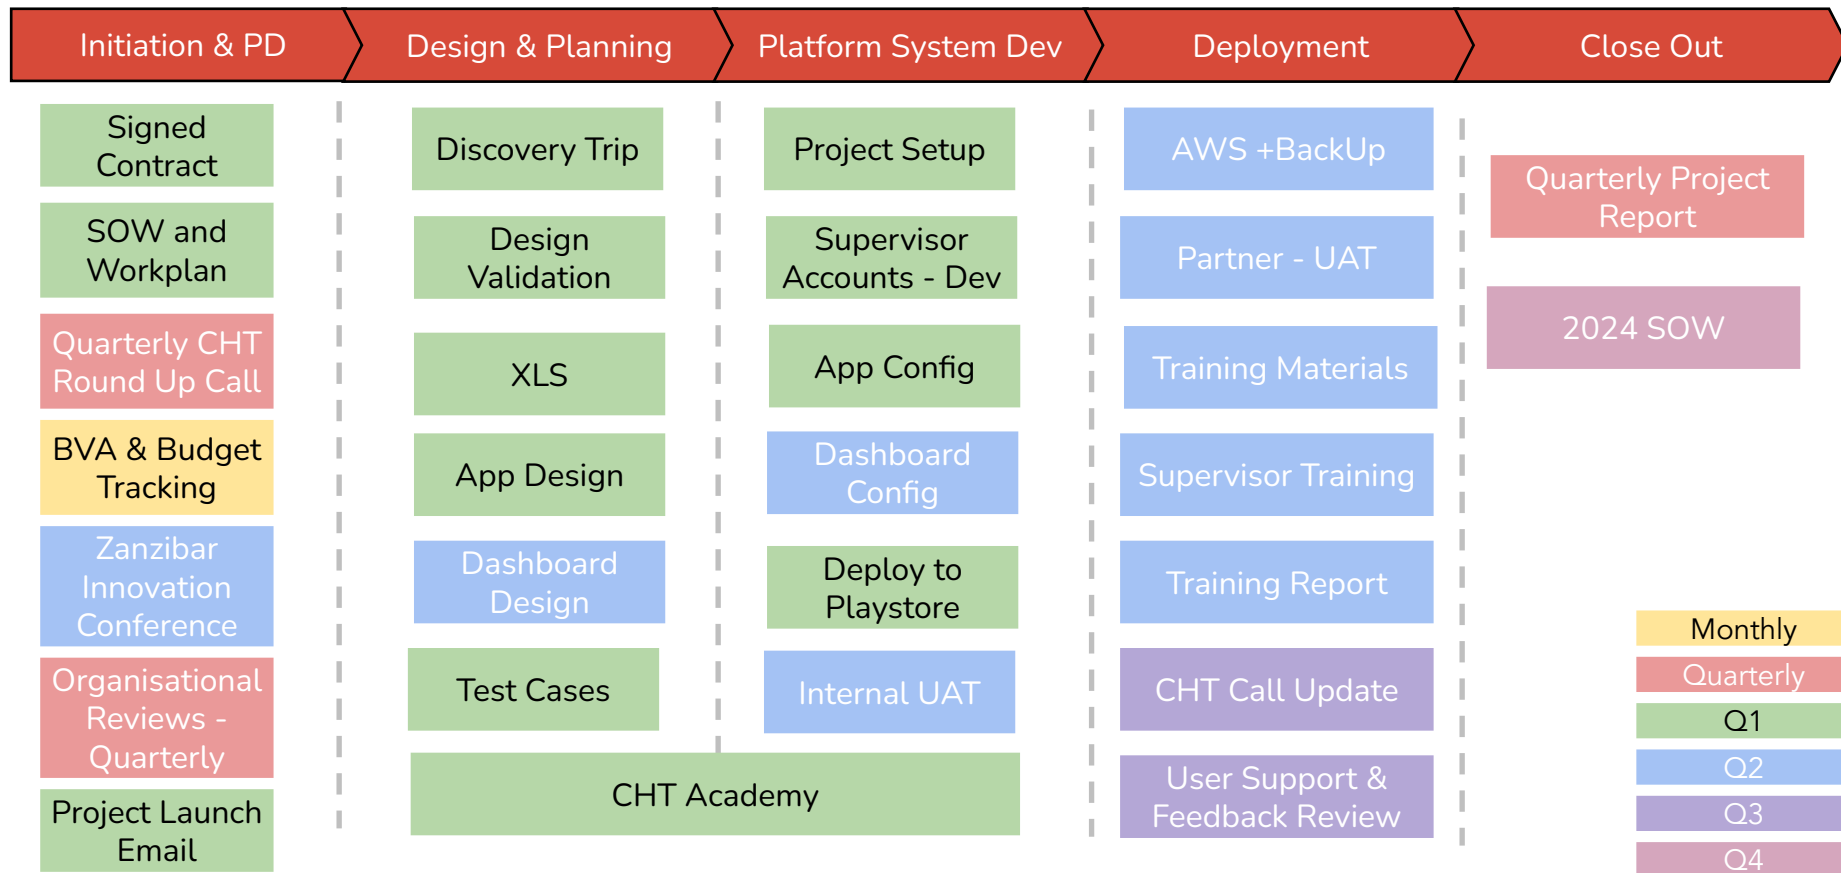 Initiation & PD
Design & Planning
Platform System Dev
Deployment
Close Out
Signed
Contract
SOW and
Workplan
Quarterly CHT
Round Up Call
BVA & Budget
Tracking
Zanzibar
Innovation
Conference
Organisational
Reviews -
Quarterly
Project Launch
Email
Discovery Trip
Design
Validation
XLS
App Design
Dashboard
Design
Test Cases
CHT Academy
Project Setup
Supervisor
Accounts - Dev
App Config
Dashboard
Config
Deploy to
Playstore
Internal UAT
AWS +BackUp
Partner - UAT
Training Materials
Supervisor Training
Training Report
CHT Call Update
User Support &
Feedback Review
Quarterly Project
Report
2024 SOW
Monthly
Quarterly
Q1
Q2
Q3
Q4